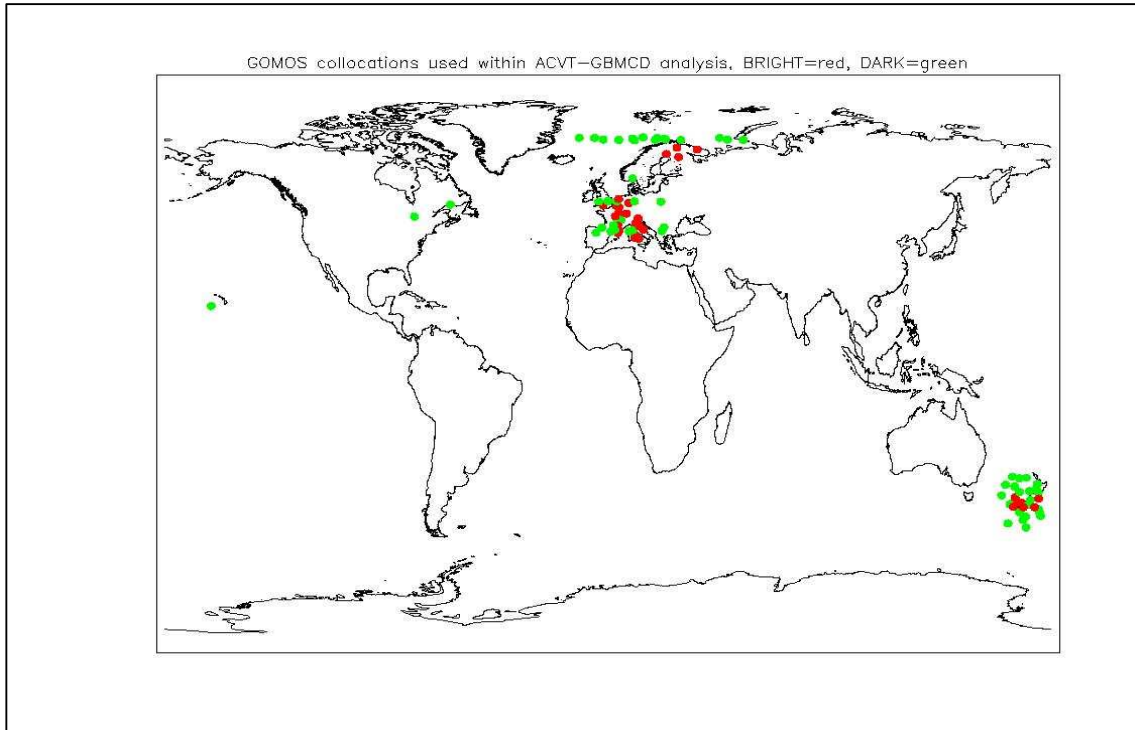 GOMOS collocations used within ACVT-GBMCD analysis, BRIGHT=red, DARK=green